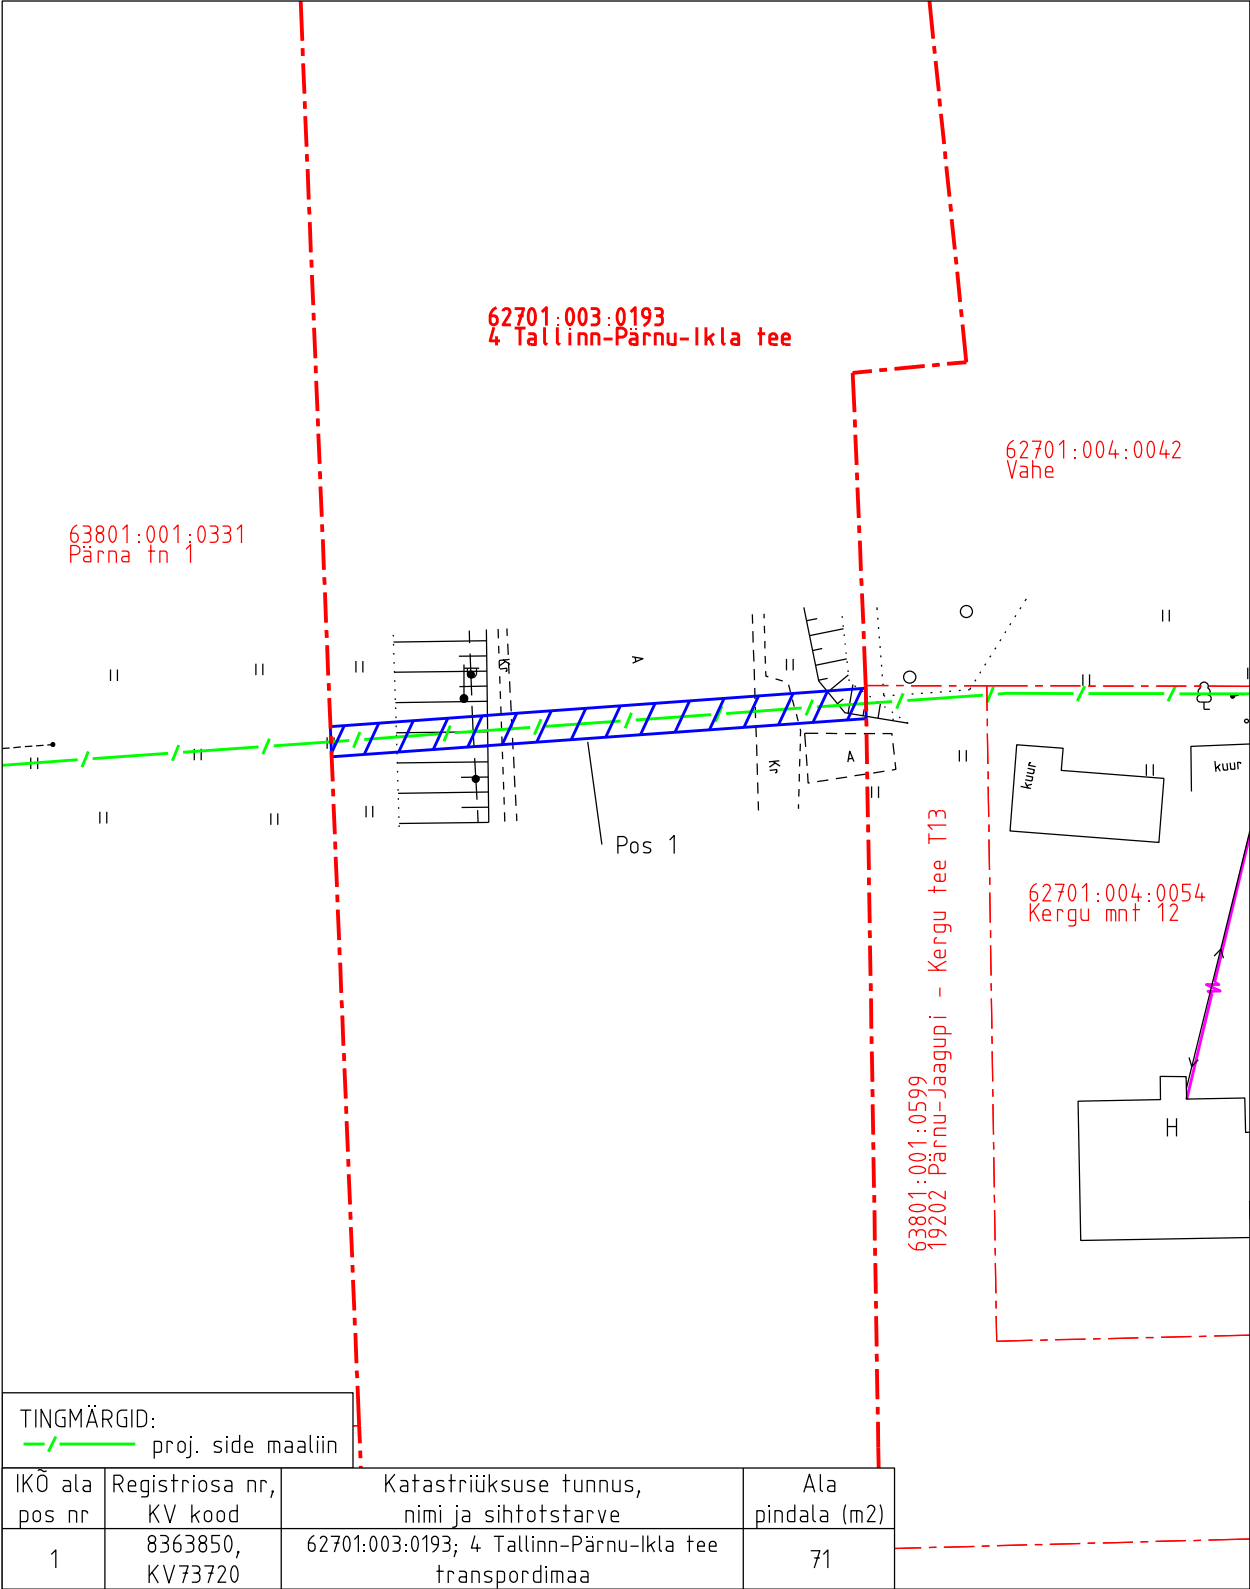 62701:003:0193
4 Tallinn-Pärnu-Ikla tee
62701:004:0042
Vahe
63801:001:0331
Pärna tn 1
Kr
A
Kr
A
kuur
kuur
Pos 1
62701:004:0054
Kergu mnt 12
63801:001:0599
19202 Pärnu-Jaagupi - Kergu tee T13
H
TINGMÄRGID:
proj. side maaliin
IKÕ ala pos nr
Registriosa nr, KV kood
Katastriüksuse tunnus, nimi ja sihtotstarve
Ala pindala (m2)
1
8363850, KV73720
62701:003:0193; 4 Tallinn-Pärnu-Ikla tee transpordimaa
71